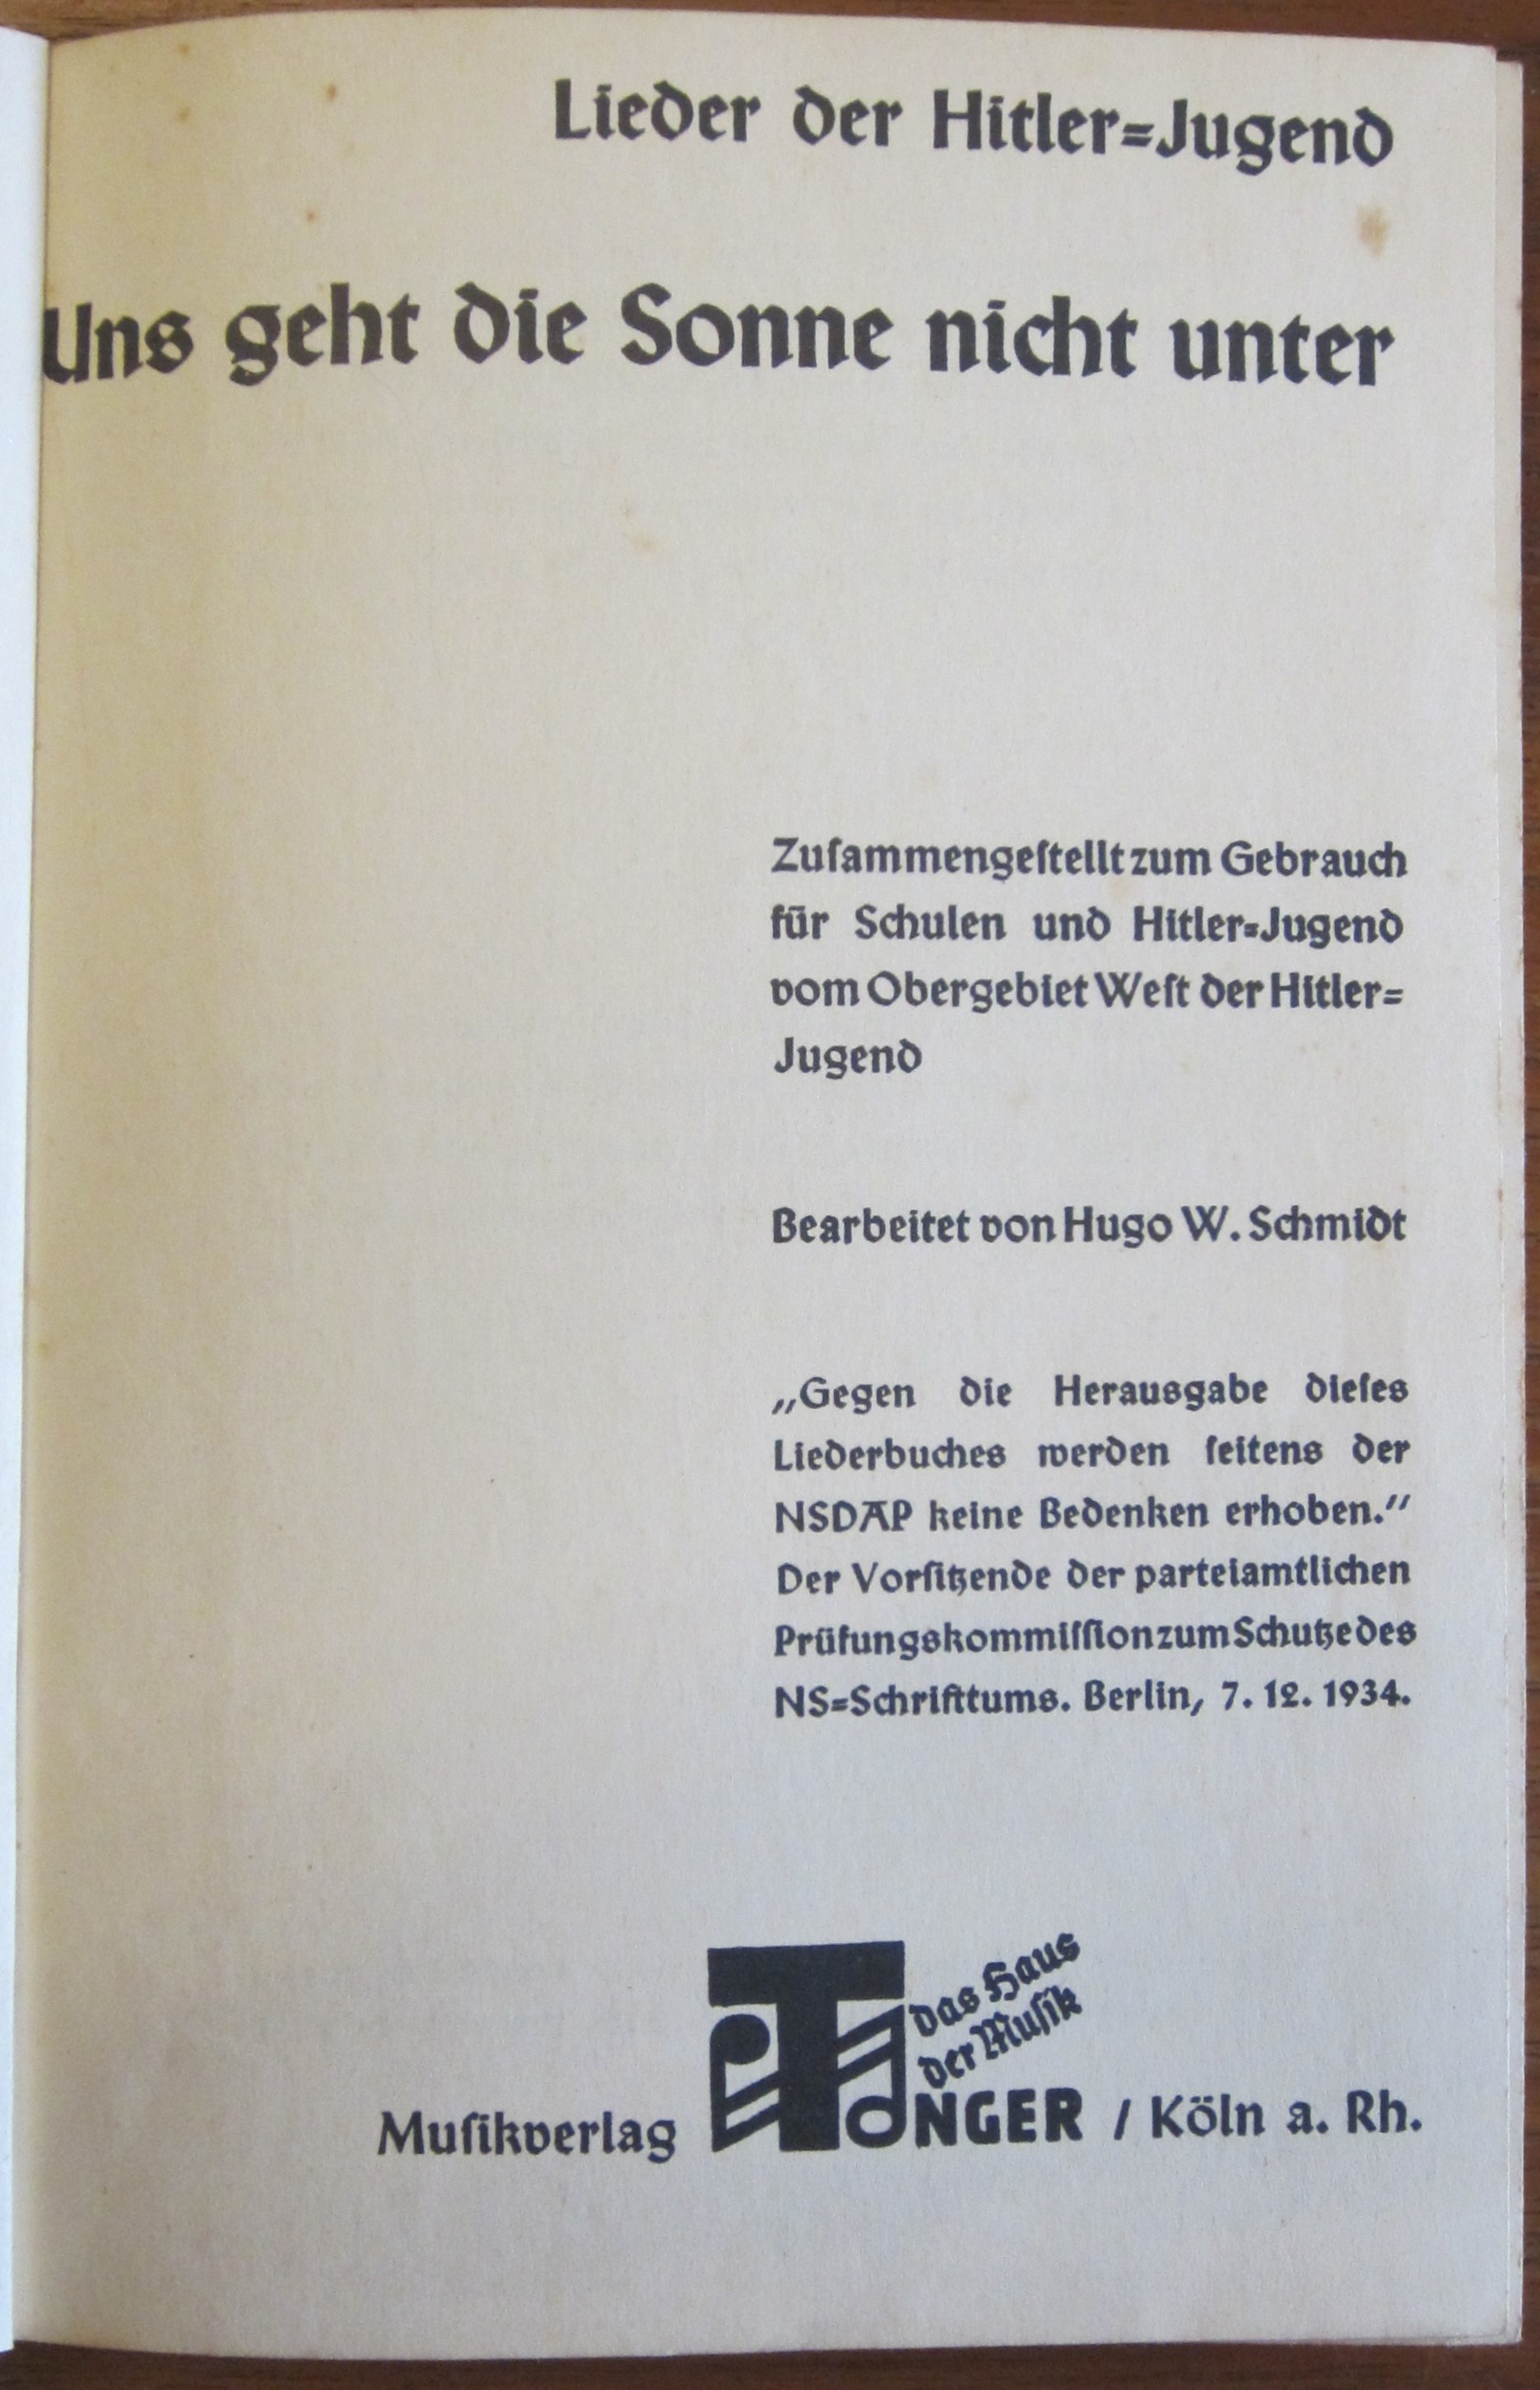 Lieder der Hitler=Jugend
Uns geht die Sonne nicht unter
Zuſammengeſtellt zum Gebrauch
für Schulen und Hitler=Jugend
vom Obergebiet Weſt der Hitler=
Jugend
Bearbeitet von Hugo W. Schmidt
„Gegen die Herausgabe dieſes
Liederbuches werden ſeitens der
NSDAP keine Bedenken erhoben.“
Der Vorſitzende der parteiamtlichen
Prüfungskommiſſion zum Schutze des
NS=Schrifttums. Berlin, 7. 12. 1934.
das Haus
der Muſik
Muſikverlag TONGER / Köln a. Rh.